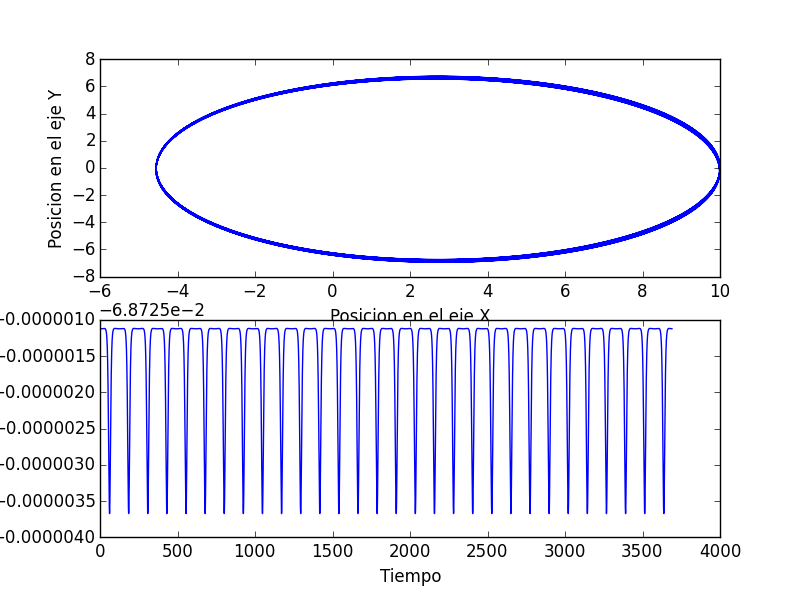 8
6
4
2
0
−2
−4
−6
−8
Posicion en el eje Y
−6 −4 −2 0 2 4 6 8 10
Posicion en el eje X
−6.8725e−2
−0.0000010
−0.0000015
−0.0000020
−0.0000025
−0.0000030
−0.0000035
−0.0000040
0 500 1000 1500 2000 2500 3000 3500 4000
Tiempo